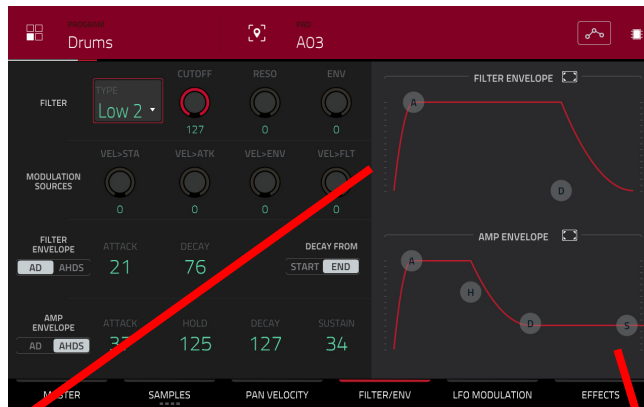 PROGRAM
Drums
PAD
A03
FILTER
TYPE
Low 2
CUTOFF
127
RESO
0
ENV
0
FILTER ENVELOPE
A
D
MODULATION
SOURCES
VEL>STA
0
VEL>ATK
0
VEL>ENV
0
VEL>FLT
0
FILTER
ENVELOPE
AD AHDS
ATTACK
21
DECAY
76
DECAY FROM
START END
AMP ENVELOPE
A
H
D
S
AMP
ENVELOPE
AD AHDS
ATTACK
HOLD
125
DECAY
127
SUSTAIN
34
MASTER
SAMPLES
PAN VELOCITY
FILTER/ENV
LFO MODULATION
EFFECTS